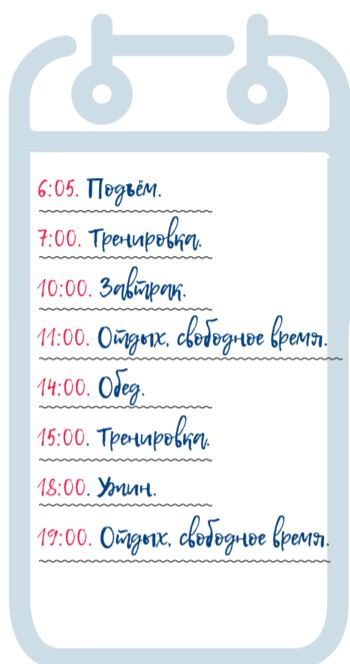 6:05. Подъём.
7:00. Тренировка.
10:00. Завтрак.
11:00. Отдых, свободное время.
14:00. Обед.
15:00. Тренировка.
18:00. Ужин.
19:00. Отдых, свободное время.